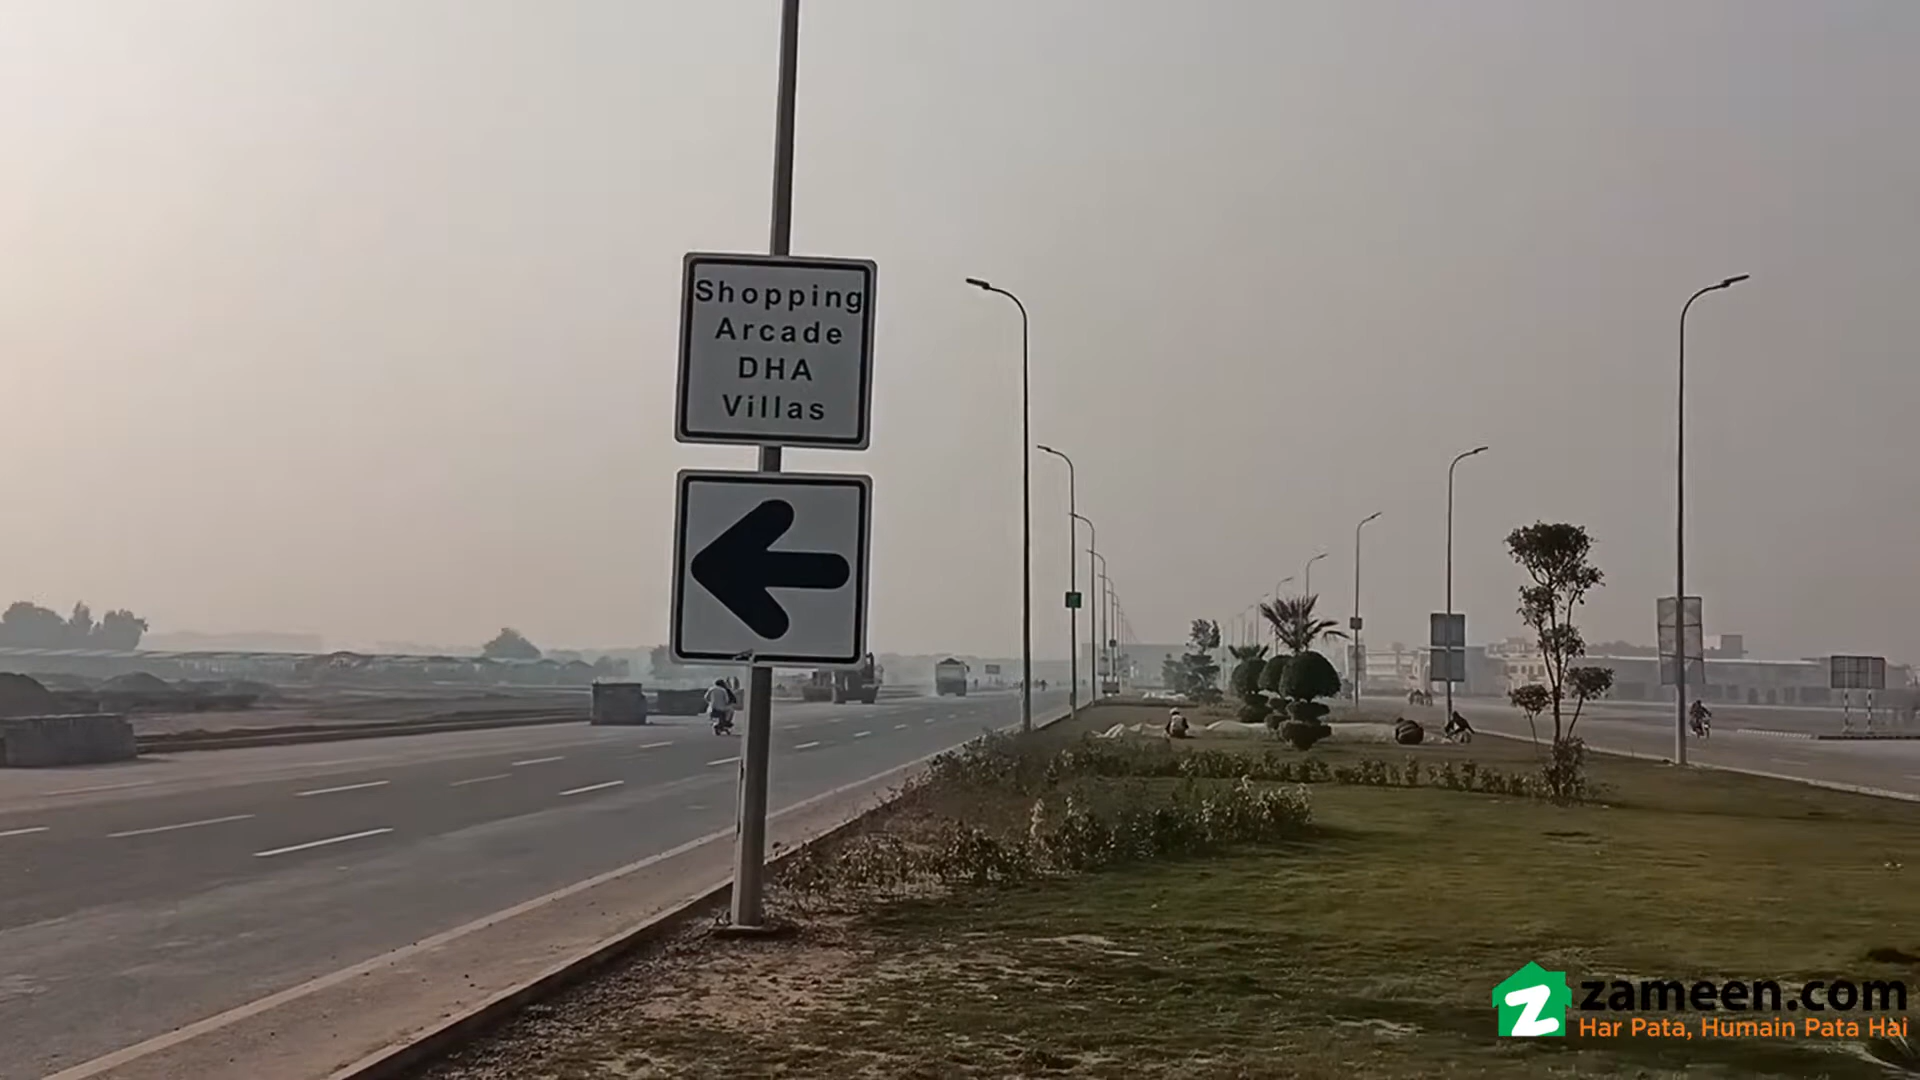 Shopping
Arcade
DHA
Villas
zameen.com
Har Pata, Humain Pata Hai